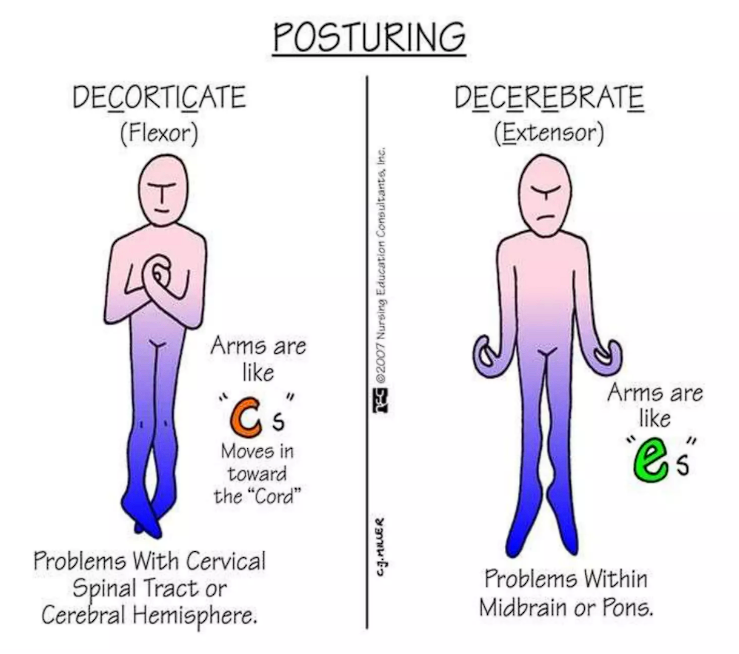 POSTURING
DECORTICATE
(Flexor)
Arms are
like
"Cs"
Moves in
toward
the "Cord"
Problems With Cervical
Spinal Tract or
Cerebral Hemisphere.
©2007 Nursing Education Consultants, Inc.
NEC
C.J. MILLER
DECEREBRATE
(Extensor)
Arms are
like
"es"
Problems Within
Midbrain or Pons.